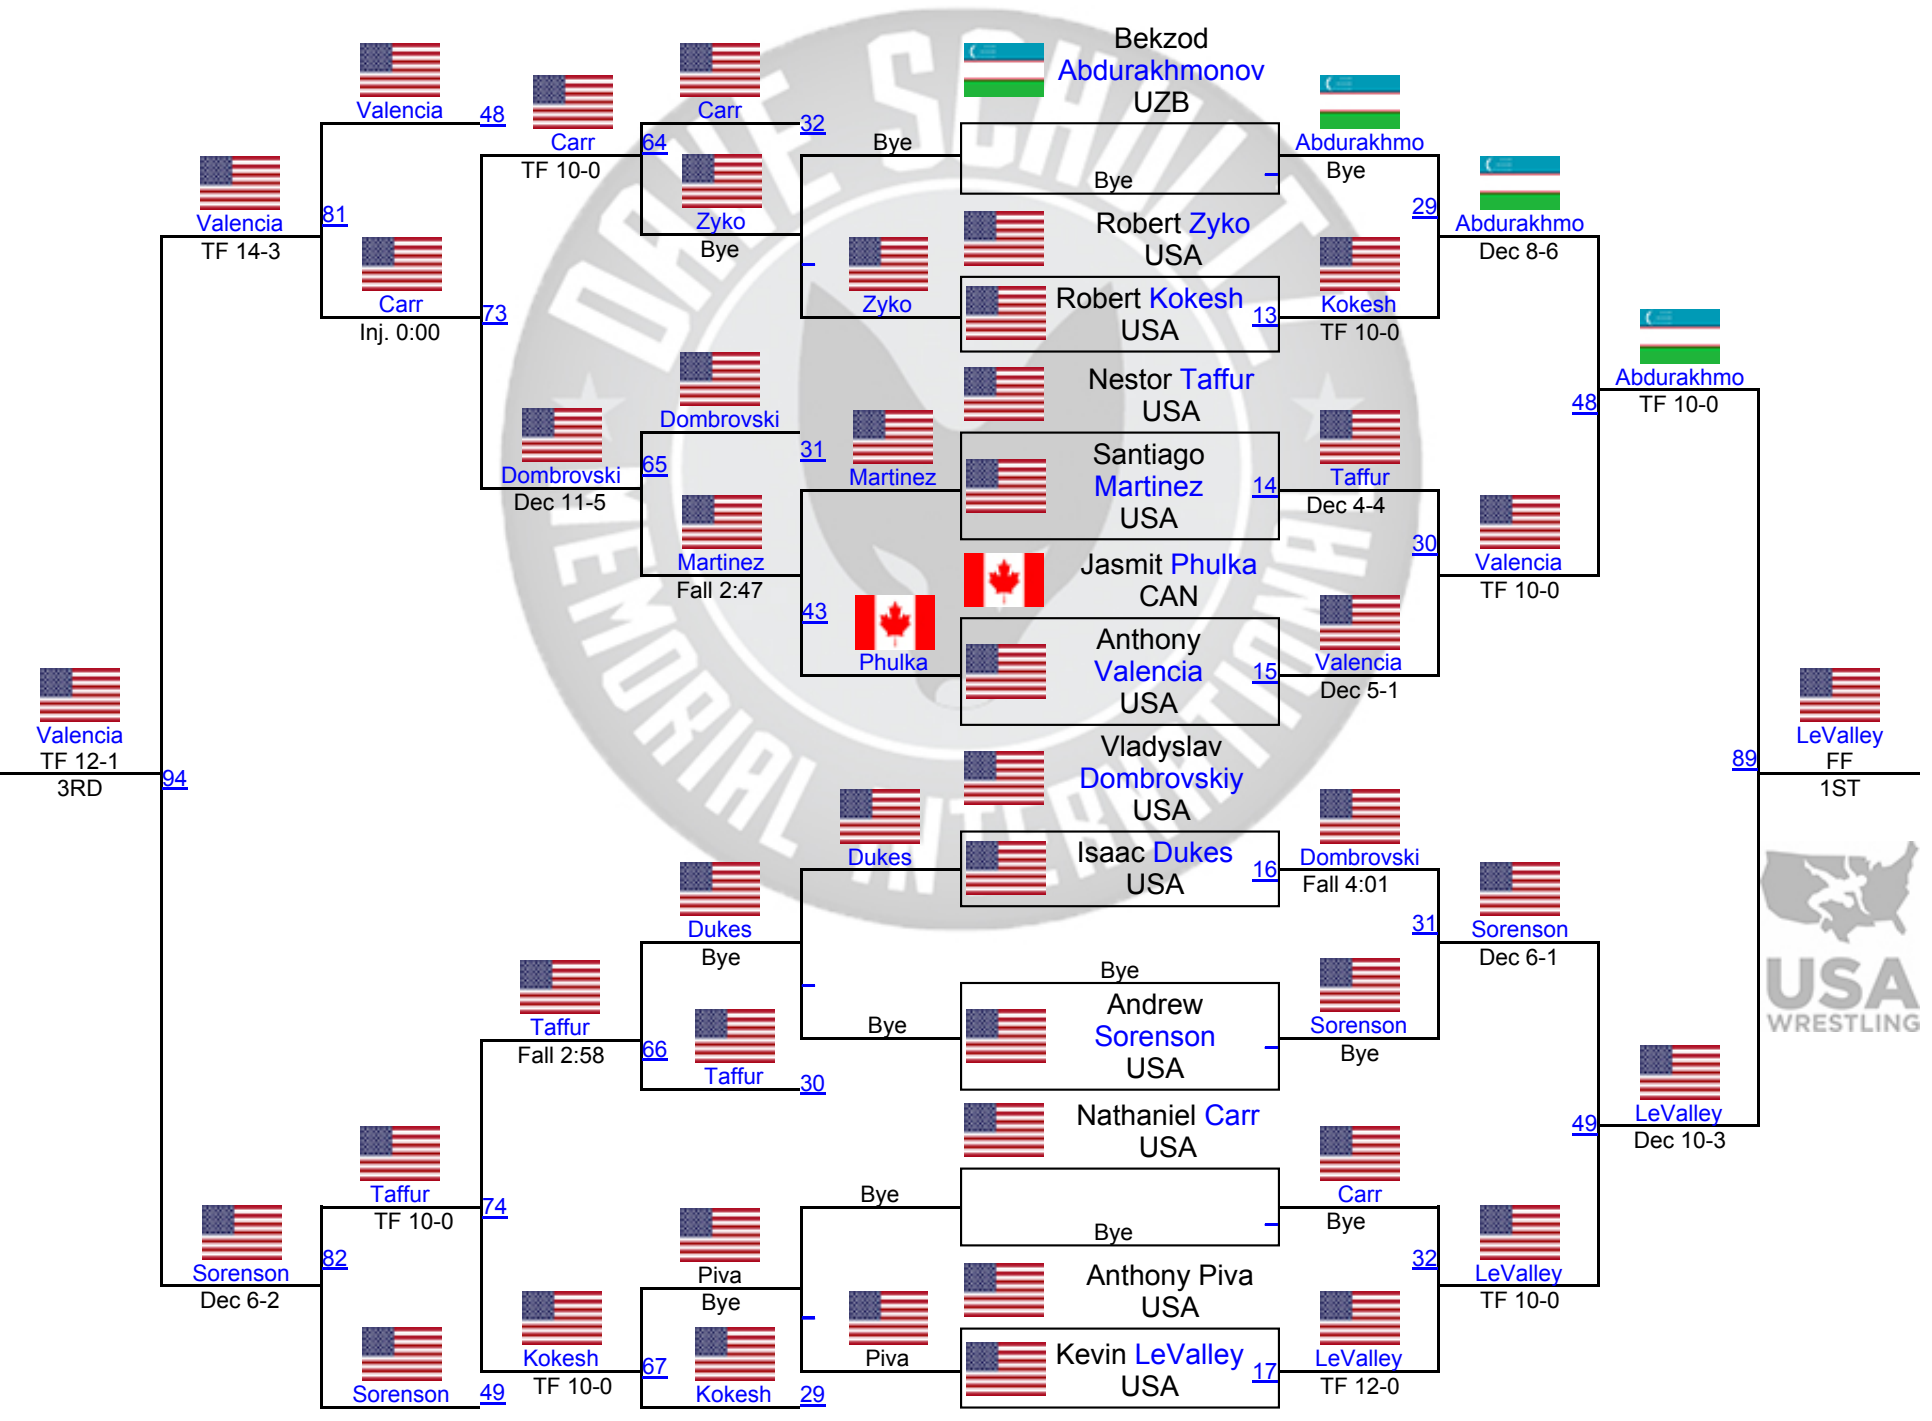 DAVE SCHULTZ
MEMORIAL INTERNATIONAL
Bekzod
Abdurakhmonov
UZB
Bye
Robert Zyko
USA
Robert Kokesh
USA
13
Nestor Taffur
USA
Santiago
Martinez
USA
14
Jasmit Phulka
CAN
Anthony
Valencia
USA
15
Vladyslav
Dombrovskiy
USA
Isaac Dukes
USA
16
Bye
Andrew
Sorenson
USA
Nathaniel Carr
USA
Bye
Anthony Piva
USA
Kevin LeValley
USA
17
Abdurakhmo
Bye
29
Kokesh
TF 10-0
Taffur
Dec 4-4
30
Valencia
Dec 5-1
Dombrovski
Fall 4:01
31
Sorenson
Bye
Carr
Bye
32
LeValley
TF 12-0
Abdurakhmo
Dec 8-6
48
Valencia
TF 10-0
Sorenson
Dec 6-1
49
LeValley
TF 10-0
Abdurakhmo
TF 10-0
89
LeValley
Dec 10-3
LeValley
FF
1ST
USA
WRESTLING
Bye
Zyko
Martinez
43
Phulka
Dukes
Bye
Bye
Piva
Carr
32
64
Zyko
Bye
Dombrovski
31
65
Martinez
Fall 2:47
Dukes
Bye
66
Taffur
30
Piva
Bye
67
Kokesh
29
Carr
TF 10-0
73
Dombrovski
Dec 11-5
Taffur
Fall 2:58
74
Kokesh
TF 10-0
Valencia
48
81
Carr
Inj. 0:00
Taffur
TF 10-0
82
Sorenson
49
Valencia
TF 14-3
94
Sorenson
Dec 6-2
Valencia
TF 12-1
3RD